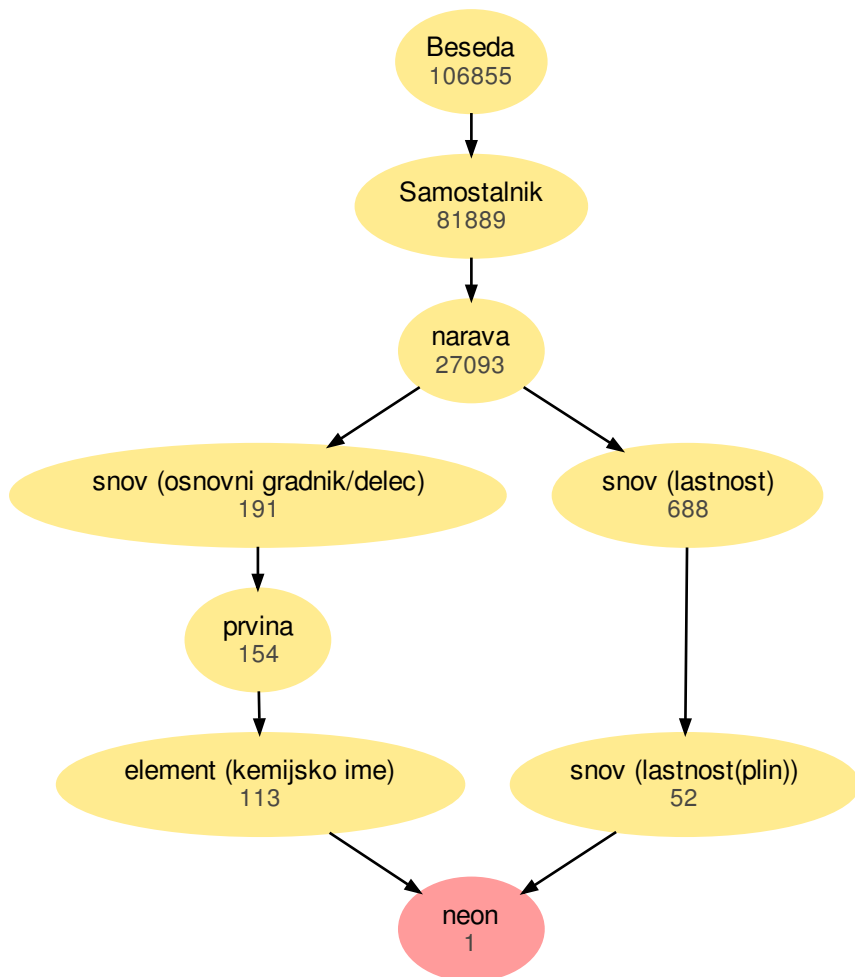 Beseda
106855
Samostalnik
81889
narava
27093
snov (osnovni gradnik/delec)
191
snov (lastnost)
688
prvina
154
element (kemijsko ime)
113
snov (lastnost(plin))
52
neon
1